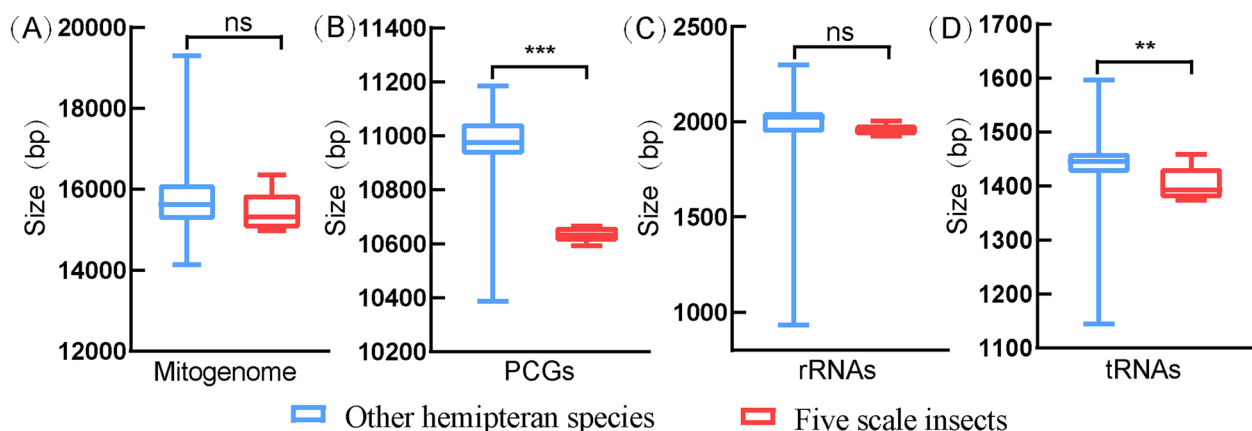 (A)
20000
18000
16000
14000
12000
Size (bp)
ns
Mitogenome
(B)
11400
11200
11000
10800
10600
10400
10200
Size (bp)
***
PCGs
(C)
2500
2000
1500
1000
Size (bp)
ns
rRNAs
(D)
1700
1600
1500
1400
1300
1200
1100
Size (bp)
**
tRNAs
Other hemipteran species
Five scale insects